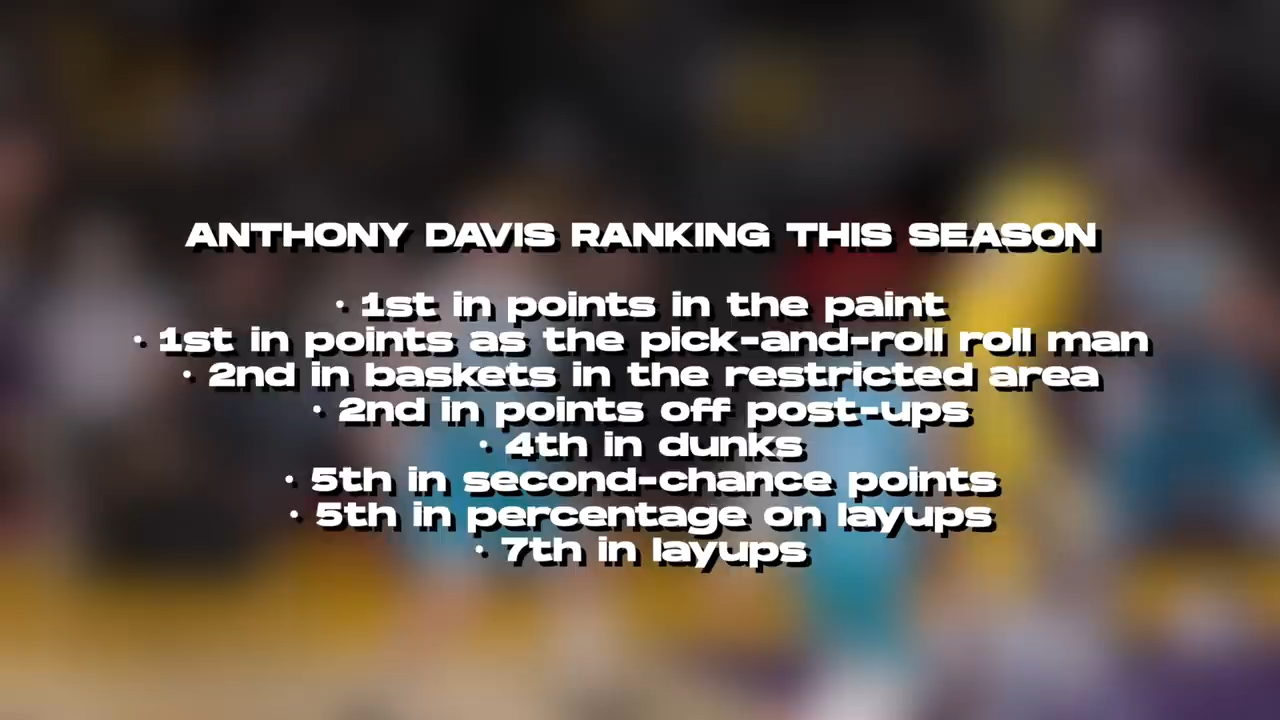 ANTHONY DAVIS RANKING THIS SEASON
· 1st in points in the paint
· 1st in points as the pick-and-roll roll man
· 2nd in baskets in the restricted area
· 2nd in points off post-ups
· 4th in dunks
· 5th in second-chance points
· 5th in percentage on layups
· 7th in layups